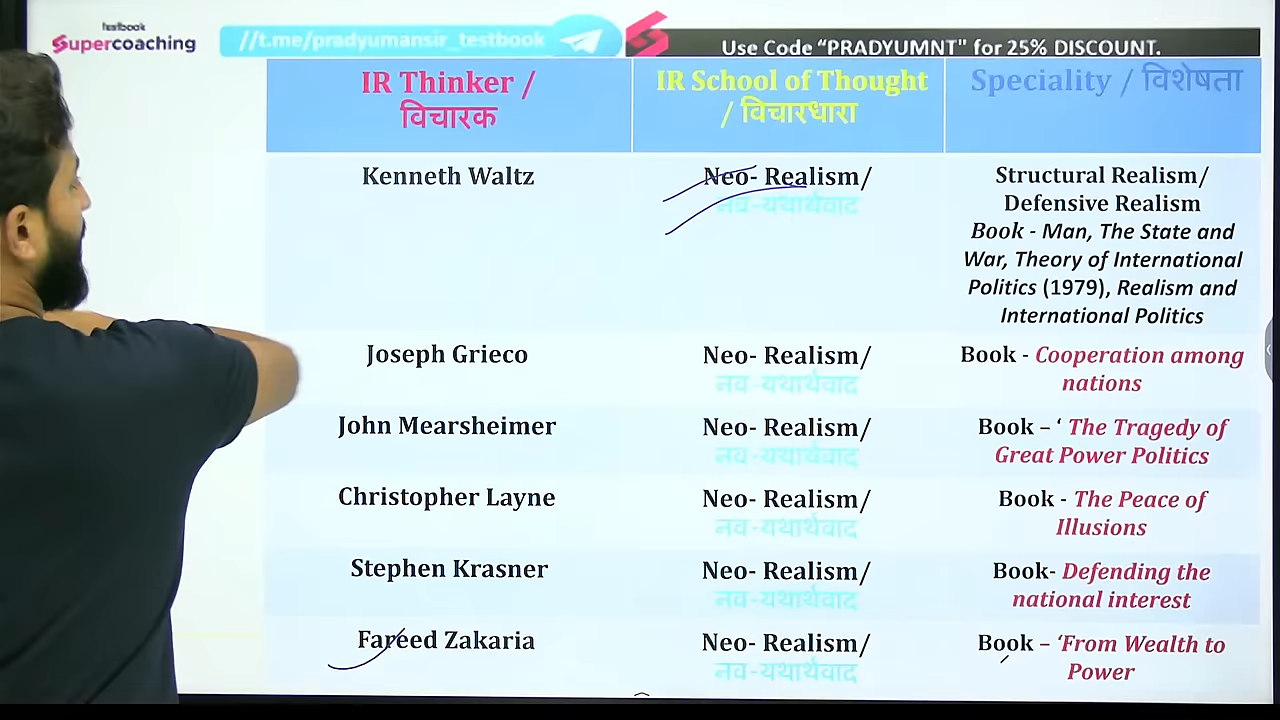 testbook
Supercoaching
//t.me/pradyumansir_testbook
Use Code “PRADYUMNT" for 25% DISCOUNT.
IR Thinker /
विचारक
IR School of Thought
/ विचारधारा
Speciality / विशेषता
Kenneth Waltz
Neo- Realism/
नव -यथार्थवाद
Structural Realism/
Defensive Realism
Book - Man, The State and
War, Theory of International
Politics (1979), Realism and
International Politics
Joseph Grieco
Neo- Realism/
नव -यथार्थवाद
Book - Cooperation among
nations
John Mearsheimer
Neo- Realism/
नव -यथार्थवाद
Book – ‘ The Tragedy of
Great Power Politics
Christopher Layne
Neo- Realism/
नव -यथार्थवाद
Book - The Peace of
Illusions
Stephen Krasner
Neo- Realism/
नव -यथार्थवाद
Book- Defending the
national interest
Fareed Zakaria
Neo- Realism/
नव -यथार्थवाद
Book – ‘From Wealth to
Power